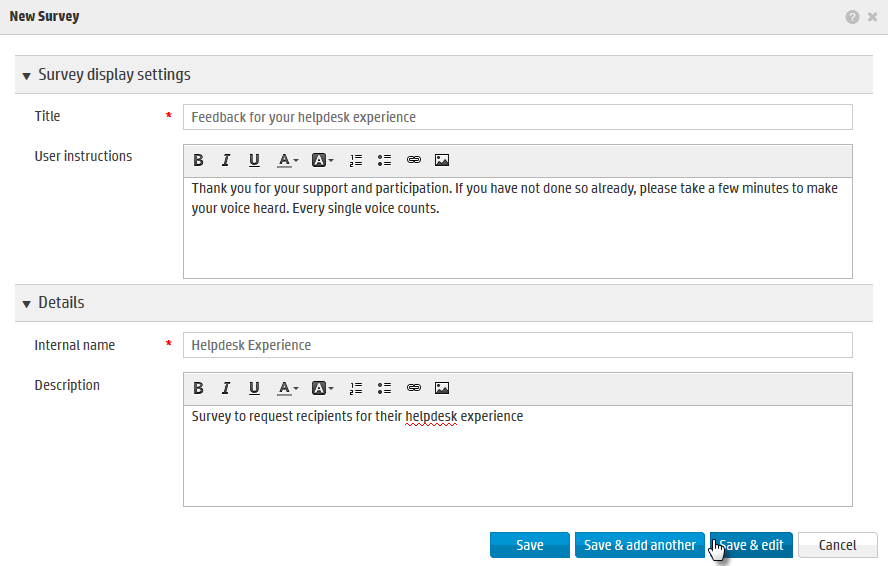 New Survey
Survey display settings
Title * Feedback for your helpdesk experience
User instructions
B I U A A
Thank you for your support and participation. If you have not done so already, please take a few minutes to make
your voice heard. Every single voice counts.
Details
Internal name * Helpdesk Experience
Description
B I U A A
Survey to request recipients for their helpdesk experience
Save Save & add another Save & edit Cancel